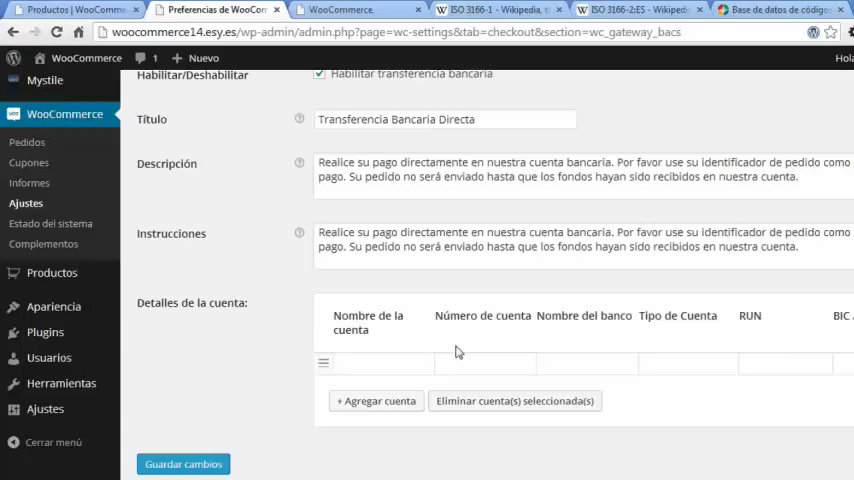 Productos | WooComme
Preferencias de WooCom
WooCommerce
ISO 3166-1 - Wikipedia, th
ISO 3166-2:ES - Wikipedi
Base de datos de códigos
woocommerce14.esy.es/wp-admin/admin.php?page=wc-settings&tab=checkout&section=wc_gateway_bacs
WooCommerce 1 + Nuevo Hola
Mystile
WooCommerce
Pedidos
Cupones
Informes
Ajustes
Estado del sistema
Complementos
Productos
Apariencia
Plugins
Usuarios
Herramientas
Ajustes
Cerrar menú
Habilitar/Deshabilitar Habilitar transferencia bancaria
Título Transferencia Bancaria Directa
Descripción Realice su pago directamente en nuestra cuenta bancaria. Por favor use su identificador de pedido como
pago. Su pedido no será enviado hasta que los fondos hayan sido recibidos en nuestra cuenta.
Instrucciones Realice su pago directamente en nuestra cuenta bancaria. Por favor use su identificador de pedido como
pago. Su pedido no será enviado hasta que los fondos hayan sido recibidos en nuestra cuenta.
Detalles de la cuenta:
Nombre de la cuenta Número de cuenta Nombre del banco Tipo de Cuenta RUN BIC /
+ Agregar cuenta Eliminar cuenta(s) seleccionada(s)
Guardar cambios